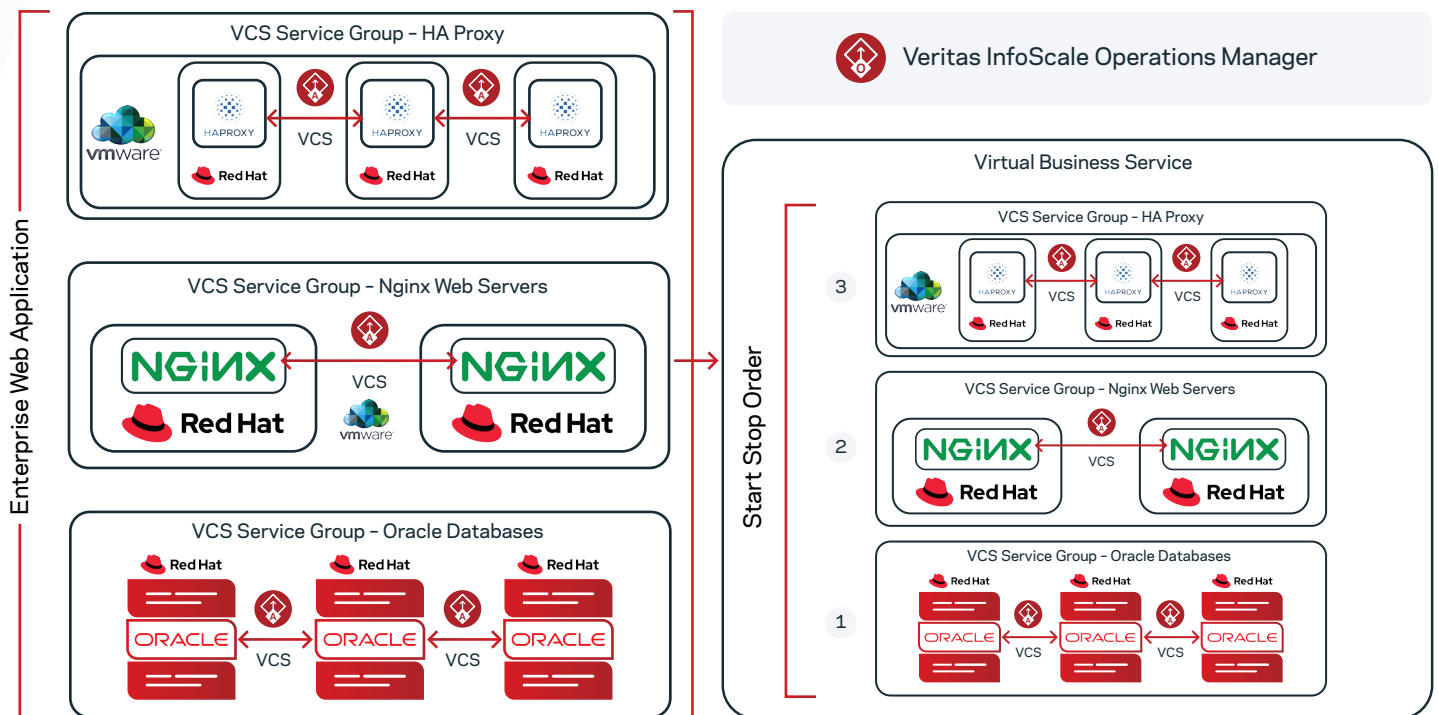 Enterprise Web Application
VCS Service Group – HA Proxy
vmware
HAPROXY
VCS
HAPROXY
VCS
HAPROXY
Red Hat
Red Hat
Red Hat
A
A
VCS Service Group – Nginx Web Servers
A
NGINX
VCS
NGINX
Red Hat
vmware
Red Hat
VCS Service Group – Oracle Databases
Red Hat
Red Hat
Red Hat
A
A
ORACLE
VCS
ORACLE
VCS
ORACLE
O
Veritas InfoScale Operations Manager
Virtual Business Service
Start Stop Order
3
VCS Service Group – HA Proxy
vmware
A
A
HAPROXY
VCS
HAPROXY
VCS
HAPROXY
Red Hat
Red Hat
Red Hat
2
VCS Service Group – Nginx Web Servers
A
NGINX
VCS
NGINX
Red Hat
Red Hat
1
VCS Service Group – Oracle Databases
Red Hat
Red Hat
Red Hat
A
A
ORACLE
VCS
ORACLE
VCS
ORACLE